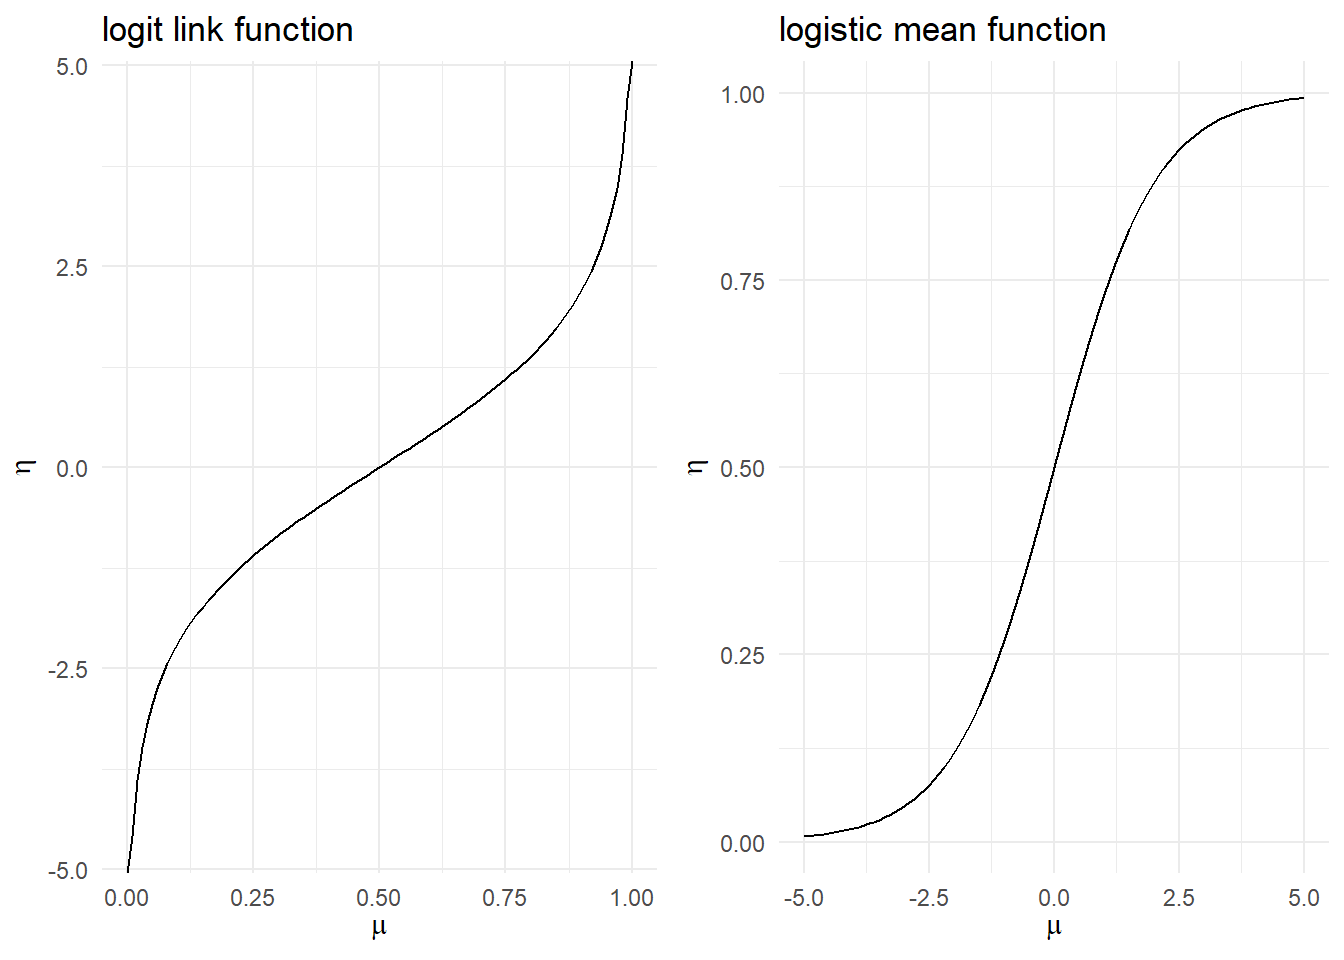 logit link function
5.0
2.5
0.0
-2.5
-5.0
η
0.00 0.25 0.50 0.75 1.00
μ
logistic mean function
1.00
0.75
0.50
0.25
0.00
η
-5.0 -2.5 0.0 2.5 5.0
μ